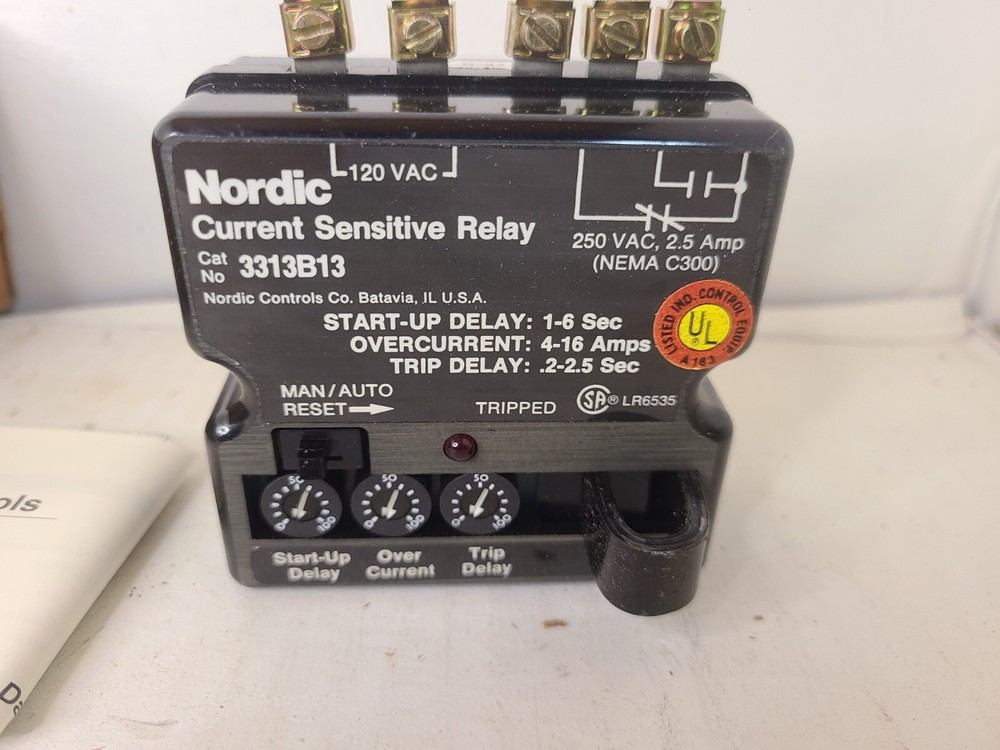 120 VAC
Nordic
Current Sensitive Relay
Cat No 3313B13
250 VAC, 2.5 Amp
(NEMA C300)
Nordic Controls Co. Batavia, IL U.S.A.
LISTED IND. CONTROL EQUIP.
UL
A163
START-UP DELAY: 1-6 Sec
OVERCURRENT: 4-16 Amps
TRIP DELAY: .2-2.5 Sec
MAN/AUTO
RESET
TRIPPED
SA® LR6535
0 50 100
0 50 100
0 50 100
Start-Up Delay
Over Current
Trip Delay
ols